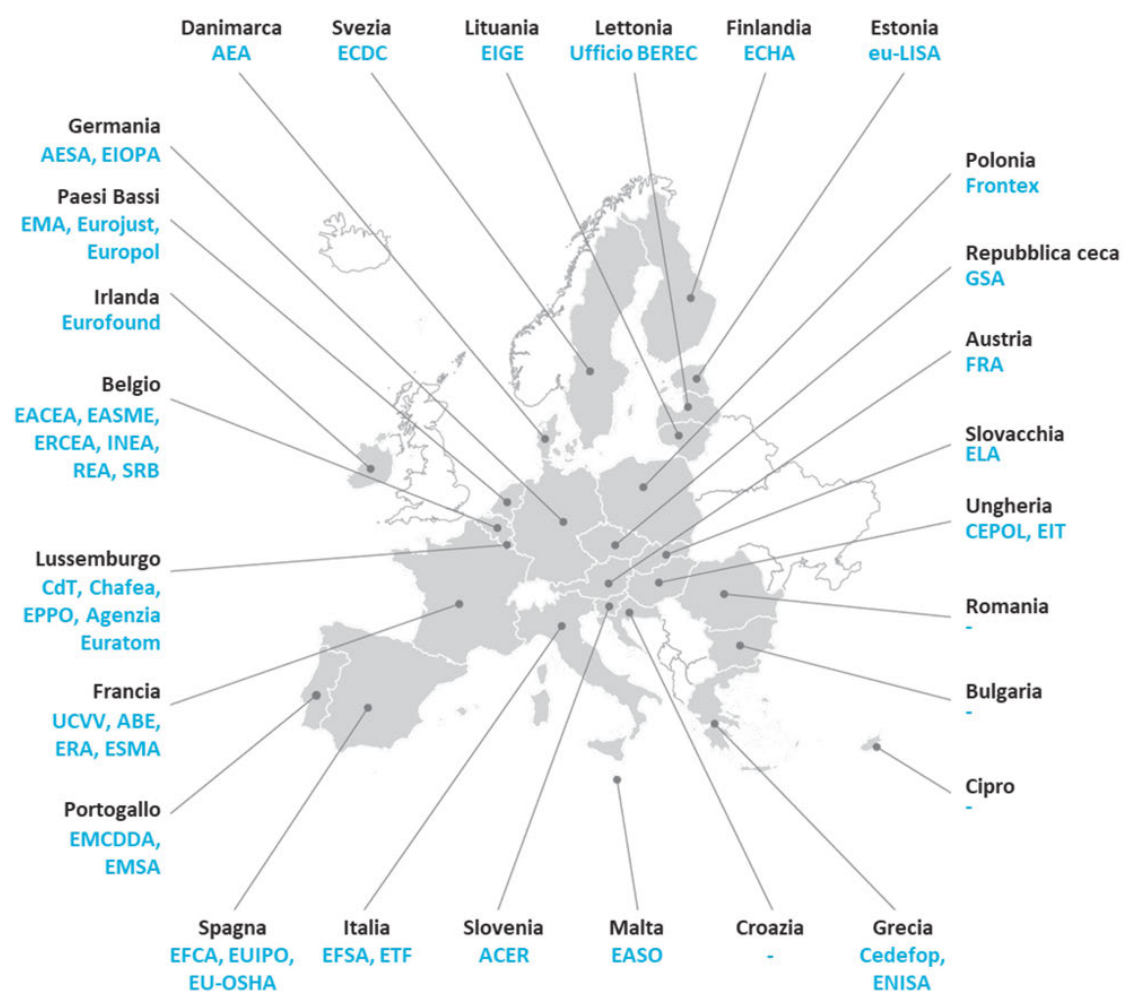 Danimarca
AEA
Svezia
ECDC
Lituania
EIGE
Lettonia
Ufficio BEREC
Finlandia
ECHA
Estonia
eu-LISA
Germania
AESA, EIOPA
Paesi Bassi
EMA, Eurojust,
Europol
Irlanda
Eurofound
Belgio
EACEA, EASME,
ERCEA, INEA,
REA, SRB
Lussemburgo
CdT, Chafea,
EPPO, Agenzia
Euratom
Francia
UCVV, ABE,
ERA, ESMA
Portogallo
EMCDDA,
EMSA
Polonia
Frontex
Repubblica ceca
GSA
Austria
FRA
Slovacchia
ELA
Ungheria
CEPOL, EIT
Romania
-
Bulgaria
-
Cipro
-
Spagna
EFCA, EUIPO,
EU-OSHA
Italia
EFSA, ETF
Slovenia
ACER
Malta
EASO
Croazia
-
Grecia
Cedefop,
ENISA